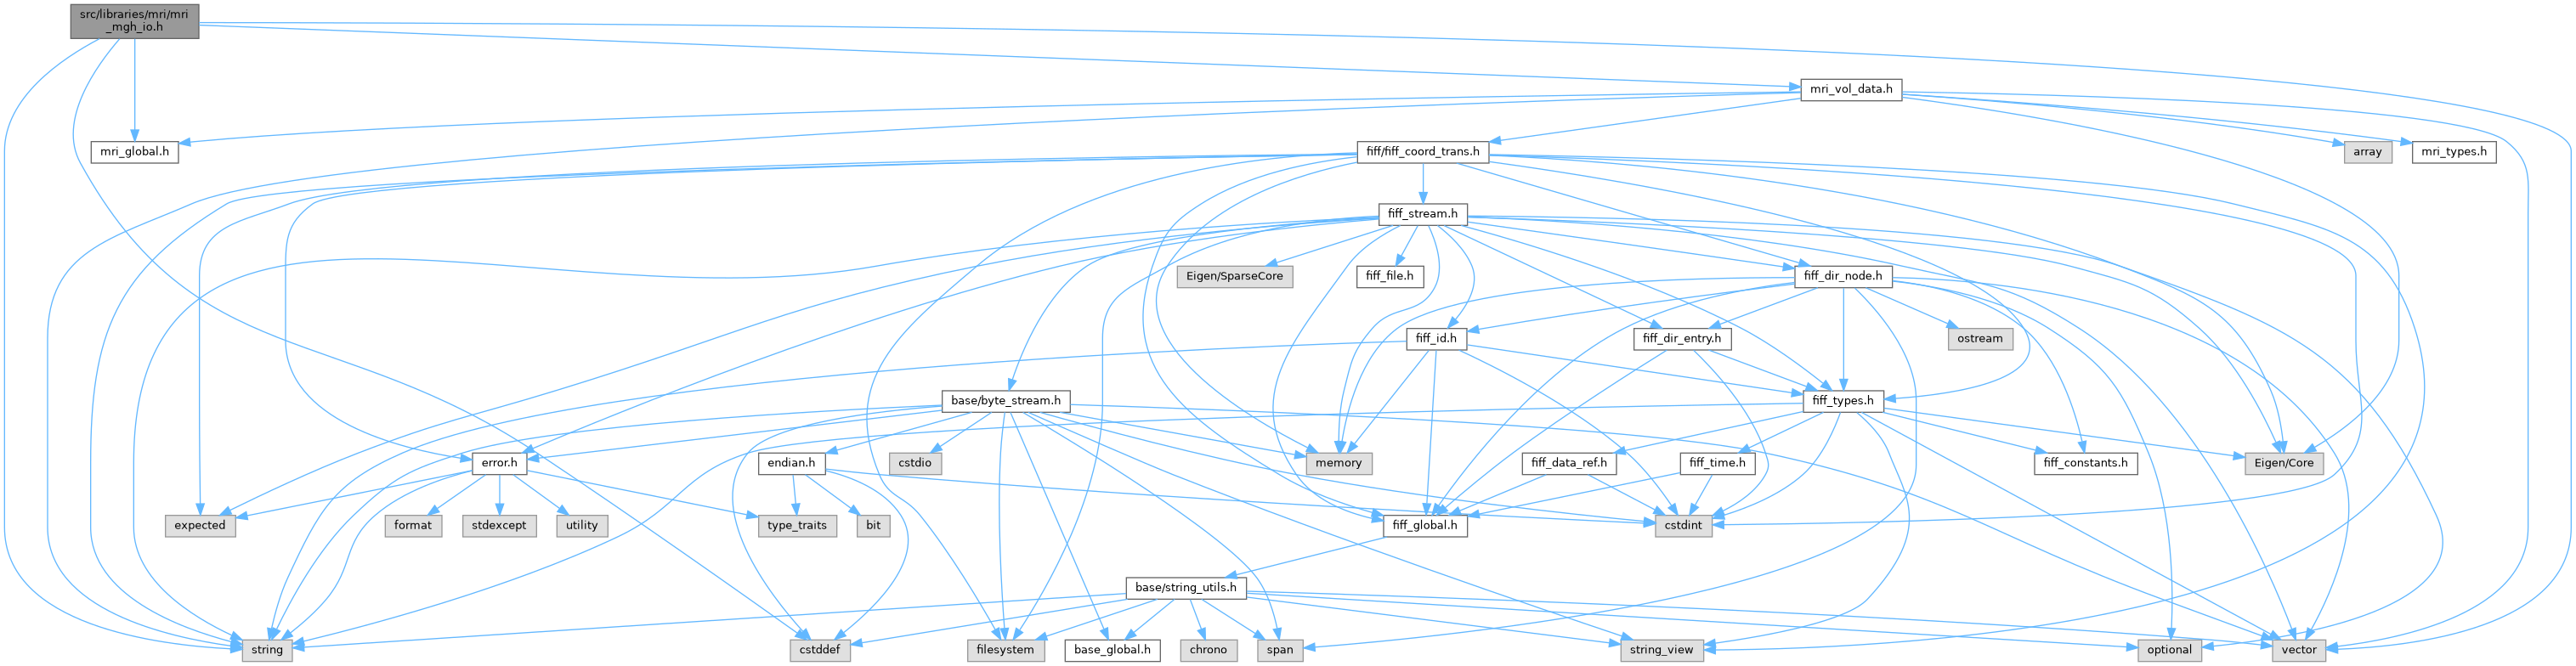 src/libraries/mri/mri
_mgh_io.h
mri_vol_data.h
mri_global.h
fiff/fiff_coord_trans.h
array
mri_types.h
fiff_stream.h
Eigen/SparseCore
fiff_file.h
fiff_dir_node.h
fiff_id.h
fiff_dir_entry.h
ostream
base/byte_stream.h
fiff_types.h
error.h
endian.h
cstdio
memory
fiff_data_ref.h
fiff_time.h
fiff_constants.h
Eigen/Core
expected
format
stdexcept
utility
type_traits
bit
fiff_global.h
cstdint
base/string_utils.h
string
cstddef
filesystem
base_global.h
chrono
span
string_view
optional
vector